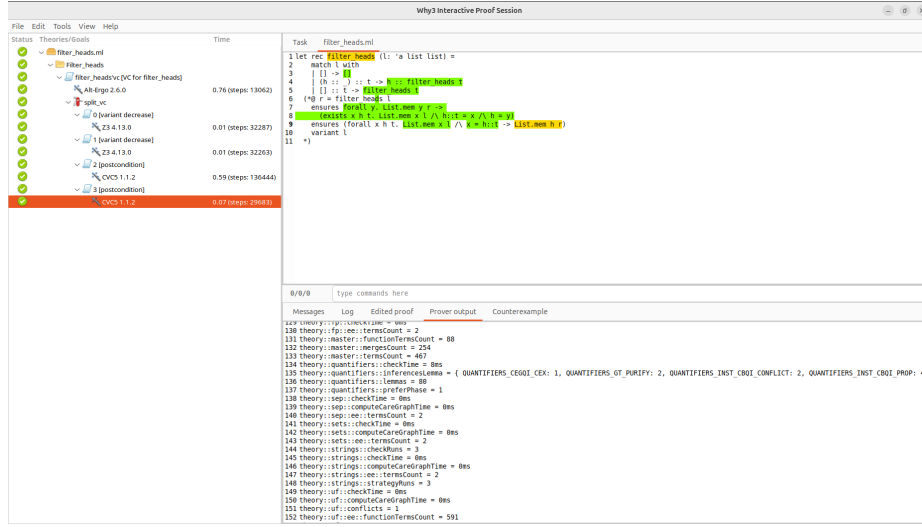 Why3 Interactive Proof Session
File Edit Tools View Help
Status Theories/Goals Time
filter_heads.ml
Filter_heads
filter_heads'vc [VC for filter_heads]
Alt-Ergo 2.6.0 0.76 (steps: 13062)
split_vc
0 [variant decrease]
Z3 4.13.0 0.01 (steps: 32287)
1 [variant decrease]
Z3 4.13.0 0.01 (steps: 32263)
2 [postcondition]
CVC5 1.1.2 0.59 (steps: 136444)
3 [postcondition]
CVC5 1.1.2 0.07 (steps: 29683)
Task filter_heads.ml
1 let rec filter_heads (l: 'a list list) =
2 match l with
3 | [] -> []
4 | (h :: _) :: t -> h :: filter_heads t
5 | [] :: t -> filter_heads t
6 (*@ r = filter_heads l
7 ensures forall y. List.mem y r ->
8 (exists x h t. List.mem x l /\ h::t = x /\ h = y)
9 ensures (forall x h t. List.mem x l /\ x = h::t -> List.mem h r)
10 variant l
11 *)
0/0/0 type commands here
Messages Log Edited proof Prover output Counterexample
129 theory::fp::checkTime = 0ms
130 theory::fp::ee::termsCount = 2
131 theory::master::functionTermsCount = 88
132 theory::master::mergesCount = 254
133 theory::master::termsCount = 467
134 theory::quantifiers::checkTime = 8ms
135 theory::quantifiers::inferencesLemma = { QUANTIFIERS_CEGQI_CEX: 1, QUANTIFIERS_GT_PURIFY: 2, QUANTIFIERS_INST_CBQI_CONFLICT: 2, QUANTIFIERS_INST_CBQI_PROP:
136 theory::quantifiers::lemmas = 80
137 theory::quantifiers::preferPhase = 1
138 theory::sep::checkTime = 0ms
139 theory::sep::computeCareGraphTime = 0ms
140 theory::sep::ee::termsCount = 2
141 theory::sets::checkTime = 0ms
142 theory::sets::computeCareGraphTime = 0ms
143 theory::sets::ee::termsCount = 2
144 theory::strings::checkRuns = 3
145 theory::strings::checkTime = 0ms
146 theory::strings::computeCareGraphTime = 0ms
147 theory::strings::ee::termsCount = 2
148 theory::strings::strategyRuns = 3
149 theory::uf::checkTime = 0ms
150 theory::uf::computeCareGraphTime = 0ms
151 theory::uf::conflicts = 1
152 theory::uf::ee::functionTermsCount = 591